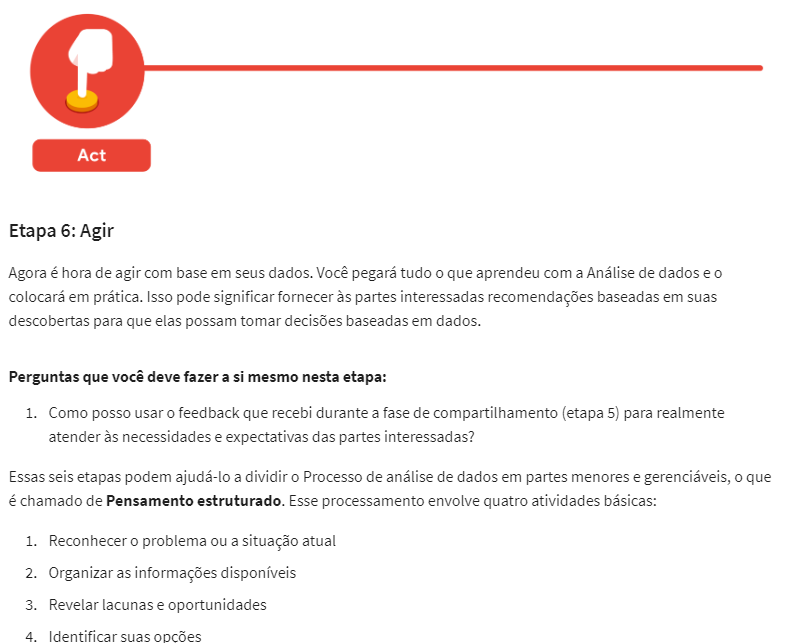 Act
Etapa 6: Agir
Agora é hora de agir com base em seus dados. Você pegará tudo o que aprendeu com a Análise de dados e o
colocará em prática. Isso pode significar fornecer às partes interessadas recomendações baseadas em suas
descobertas para que elas possam tomar decisões baseadas em dados.
Perguntas que você deve fazer a si mesmo nesta etapa:
1. Como posso usar o feedback que recebi durante a fase de compartilhamento (etapa 5) para realmente
atender às necessidades e expectativas das partes interessadas?
Essas seis etapas podem ajudá-lo a dividir o Processo de análise de dados em partes menores e gerenciáveis, o que
é chamado de Pensamento estruturado. Esse processamento envolve quatro atividades básicas:
1. Reconhecer o problema ou a situação atual
2. Organizar as informações disponíveis
3. Revelar lacunas e oportunidades
4. Identificar suas opções